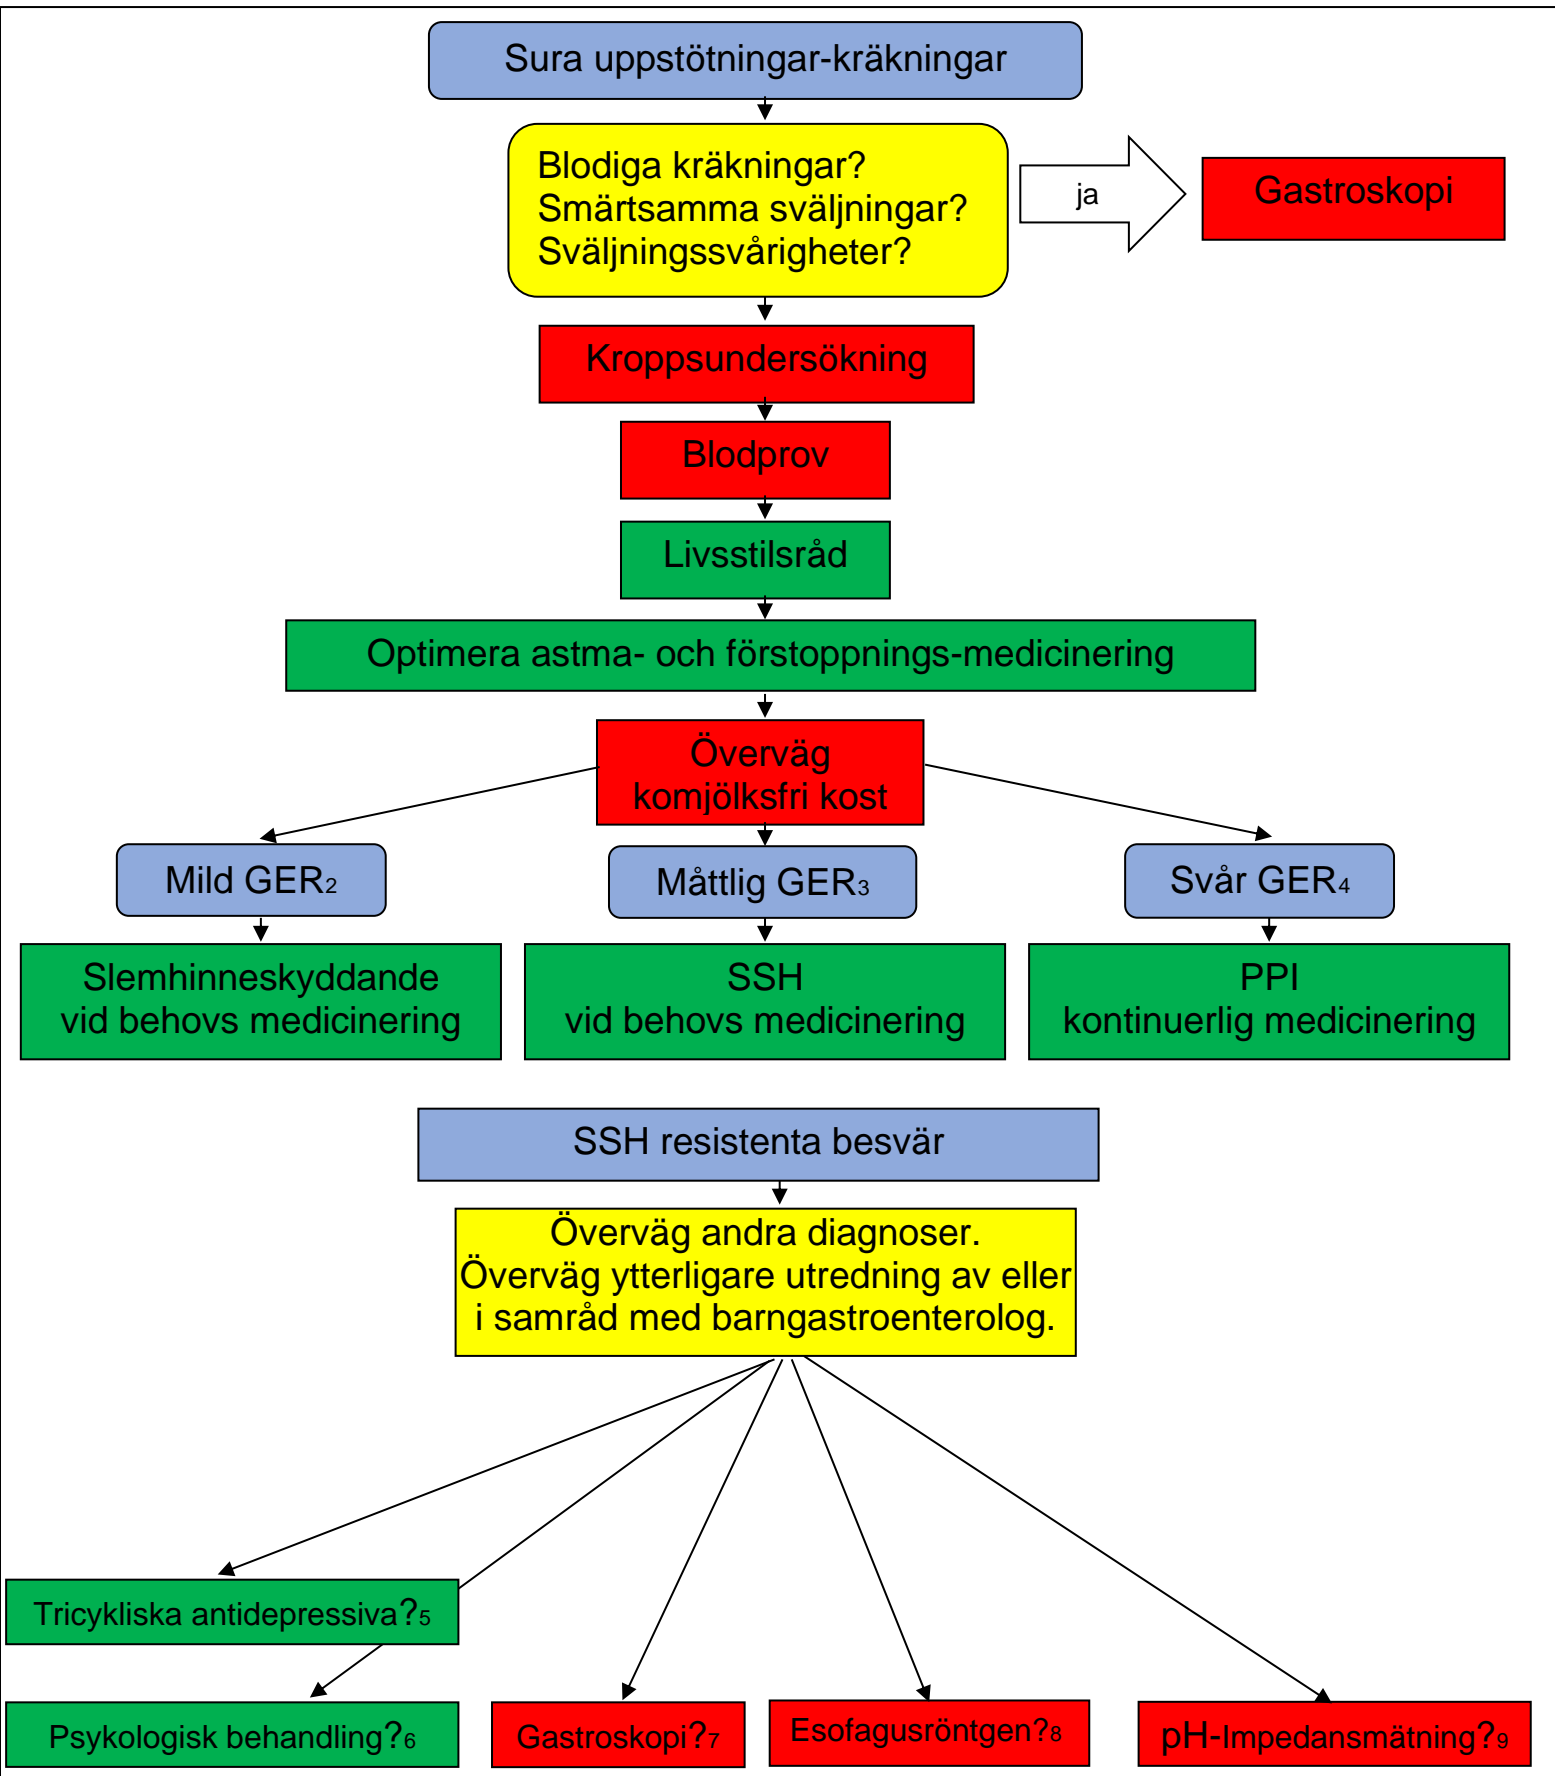 Sura uppstötningar-kräkningar
Blodiga kräkningar?
Smärtsamma sväljningar?
Sväljningssvårigheter?
ja
Gastroskopi
Kroppsundersökning
Blodprov
Livsstilsråd
Optimera astma- och förstoppnings-medicinering
Överväg
komjölksfri kost
Mild GER2
Måttlig GER3
Svår GER4
Slemhinneskyddande
vid behovs medicinering
SSH
vid behovs medicinering
PPI
kontinuerlig medicinering
SSH resistenta besvär
Överväg andra diagnoser.
Överväg ytterligare utredning av eller
i samråd med barngastroenterolog.
Tricykliska antidepressiva?5
Psykologisk behandling?6
Gastroskopi?7
Esofagusröntgen?8
pH-Impedansmätning?9